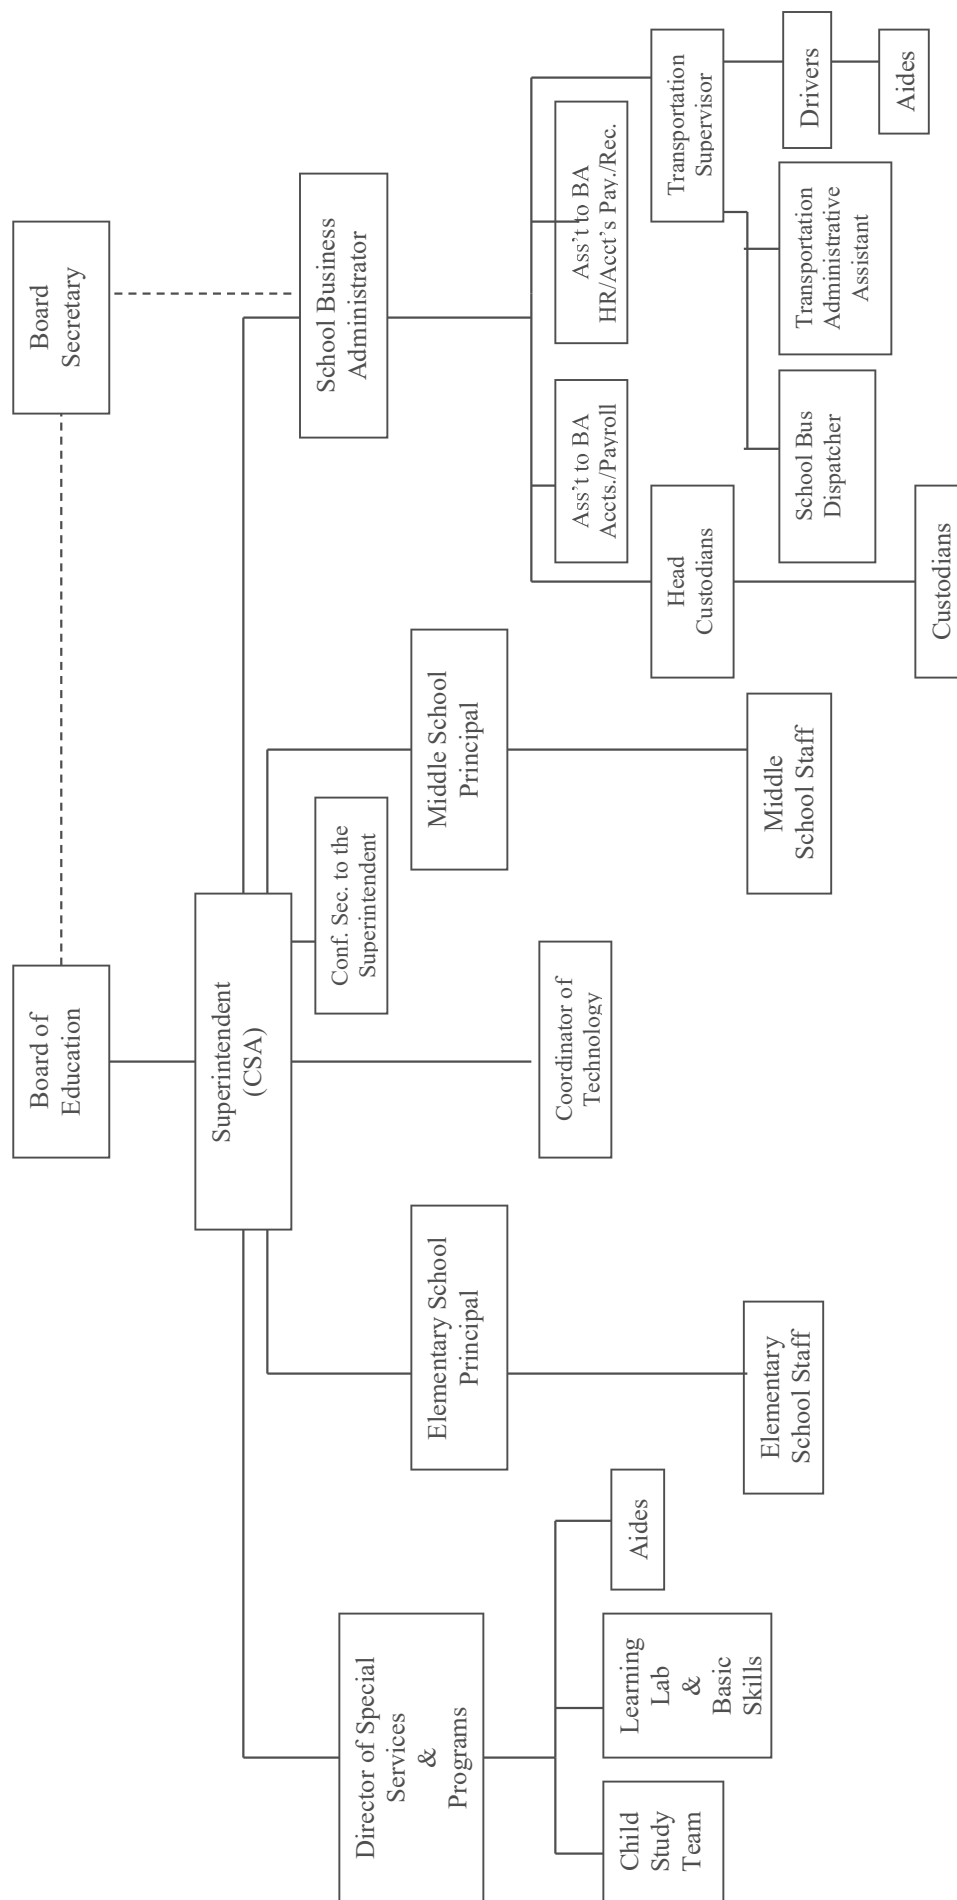 Board of
Education
Board
Secretary
Superintendent
(CSA)
Conf. Sec. to the
Superintendent
School Business
Administrator
Director of Special
Services
&
Programs
Elementary School
Principal
Middle School
Principal
Coordinator of
Technology
Ass't to BA
Accts./Payroll
Ass't to BA
HR/Acct's Pay./Rec.
Child
Study
Team
Learning
Lab
&
Basic
Skills
Aides
Head
Custodians
Transportation
Supervisor
Elementary
School Staff
Middle
School Staff
School Bus
Dispatcher
Transportation
Administrative
Assistant
Drivers
Aides
Custodians